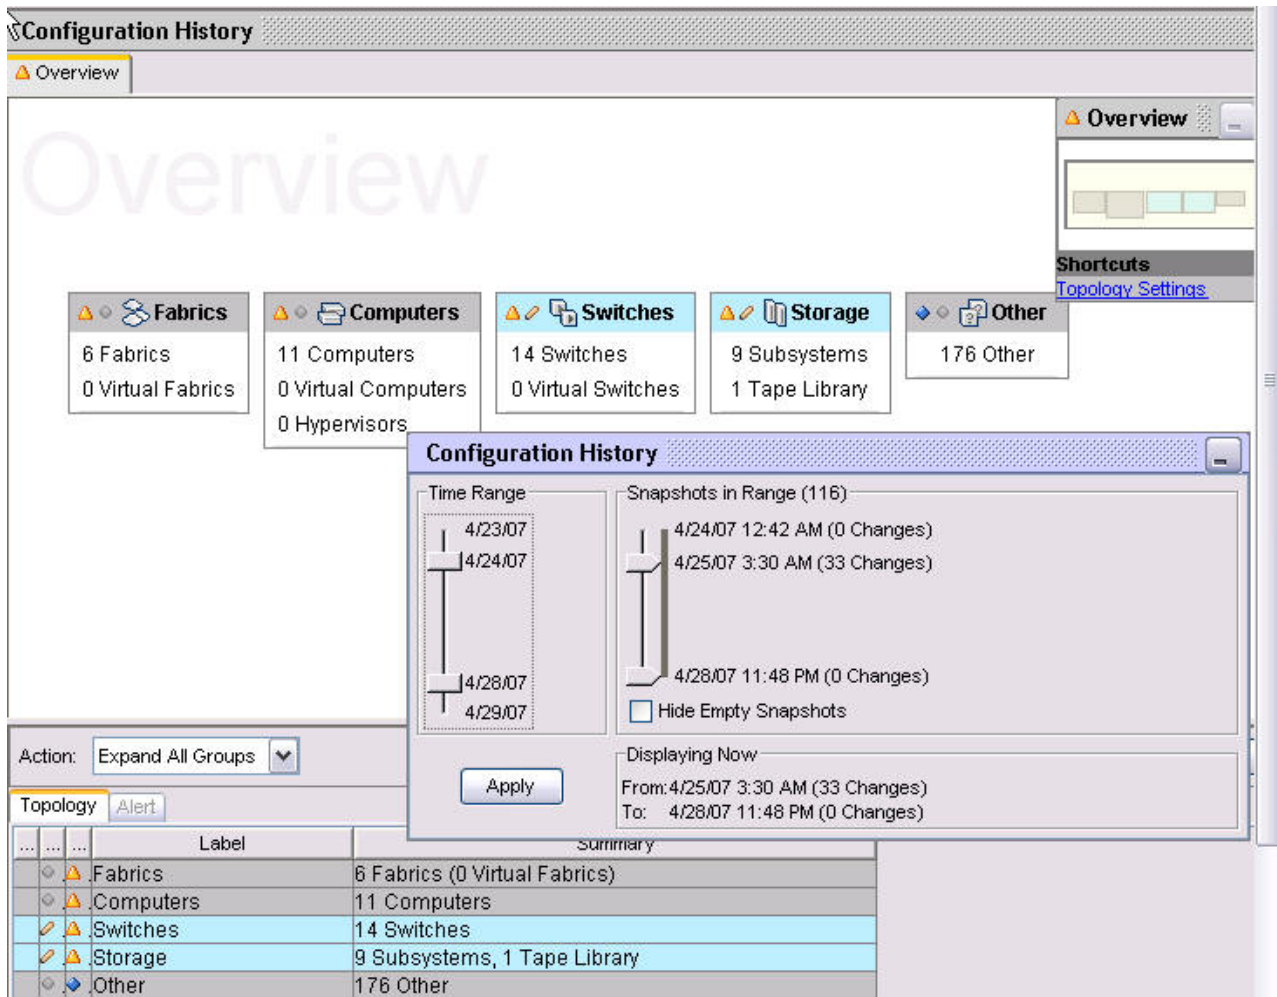 Configuration History
Overview
Overview
Overview
Shortcuts
Topology Settings
Fabrics
6 Fabrics
0 Virtual Fabrics
Computers
11 Computers
0 Virtual Computers
0 Hypervisors
Switches
14 Switches
0 Virtual Switches
Storage
9 Subsystems
1 Tape Library
Other
176 Other
Configuration History
Time Range
4/23/07
4/24/07
4/28/07
4/29/07
Snapshots in Range (116)
4/24/07 12:42 AM (0 Changes)
4/25/07 3:30 AM (33 Changes)
4/28/07 11:48 PM (0 Changes)
Hide Empty Snapshots
Apply
Displaying Now
From: 4/25/07 3:30 AM (33 Changes)
To: 4/28/07 11:48 PM (0 Changes)
Action: Expand All Groups
Topology Alert
... ... ... Label Summary
Fabrics 6 Fabrics (0 Virtual Fabrics)
Computers 11 Computers
Switches 14 Switches
Storage 9 Subsystems, 1 Tape Library
Other 176 Other